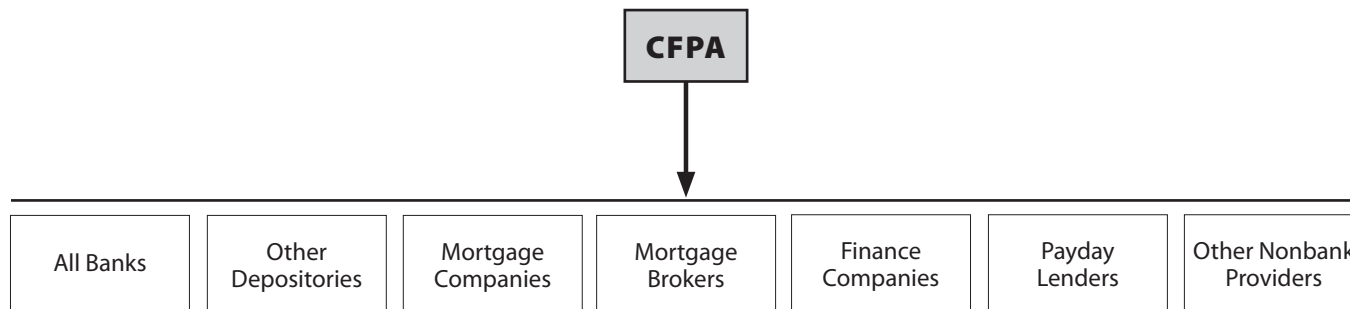 CFPA
All Banks
Other
Depositories
Mortgage
Companies
Mortgage
Brokers
Finance
Companies
Payday
Lenders
Other Nonbank
Providers